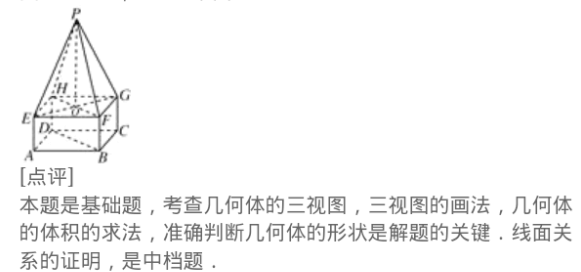 P
H
G
E
O
F
D
C
A
B
[点评]
本题是基础题，考查几何体的三视图，三视图的画法，几何体
的体积的求法，准确判断几何体的形状是解题的关键．线面关
系的证明，是中档题．